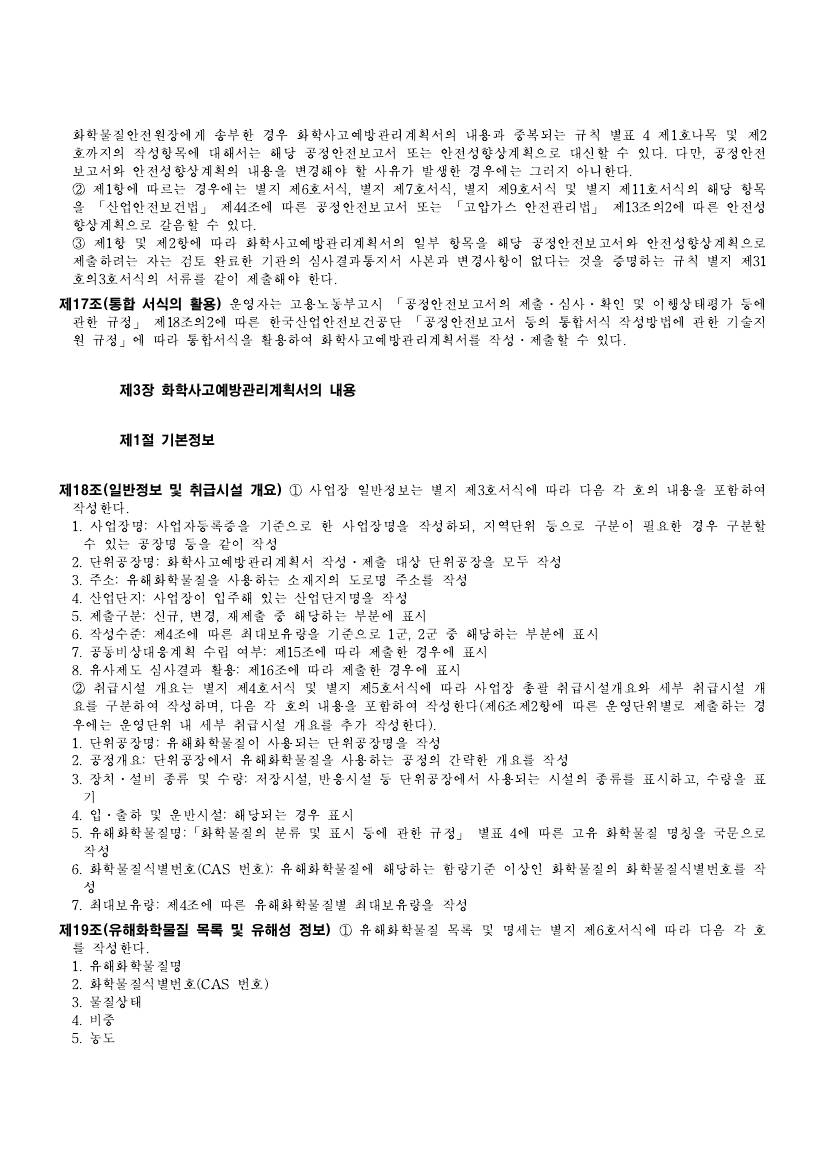 화학물질안전원장에게 송부한 경우 화학사고예방관리계획서의 내용과 중복되는 규칙 별표 4 제1호나목 및 제2
호까지의 작성항목에 대해서는 해당 공정안전보고서 또는 안전성향상계획으로 대신할 수 있다. 다만, 공정안전
보고서와 안전성향상계획의 내용을 변경해야 할 사유가 발생한 경우에는 그러지 아니한다.
② 제1항에 따르는 경우에는 별지 제6호서식, 별지 제7호서식, 별지 제9호서식 및 별지 제11호서식의 해당 항목
을 「산업안전보건법」 제44조에 따른 공정안전보고서 또는 「고압가스 안전관리법」 제13조의2에 따른 안전성
향상계획으로 갈음할 수 있다.
③ 제1항 및 제2항에 따라 화학사고예방관리계획서의 일부 항목을 해당 공정안전보고서와 안전성향상계획으로
제출하려는 자는 검토 완료한 기관의 심사결과통지서 사본과 변경사항이 없다는 것을 증명하는 규칙 별지 제31
호의3호서식의 서류를 같이 제출해야 한다.
제17조(통합 서식의 활용) 운영자는 고용노동부고시 「공정안전보고서의 제출・심사・확인 및 이행상태평가 등에
관한 규정」 제18조의2에 따른 한국산업안전보건공단 「공정안전보고서 등의 통합서식 작성방법에 관한 기술지
원 규정」에 따라 통합서식을 활용하여 화학사고예방관리계획서를 작성・제출할 수 있다.
제3장 화학사고예방관리계획서의 내용
제1절 기본정보
제18조(일반정보 및 취급시설 개요) ① 사업장 일반정보는 별지 제3호서식에 따라 다음 각 호의 내용을 포함하여
작성한다.
1. 사업장명: 사업자등록증을 기준으로 한 사업장명을 작성하되, 지역단위 등으로 구분이 필요한 경우 구분할
수 있는 공장명 등을 같이 작성
2. 단위공장명: 화학사고예방관리계획서 작성・제출 대상 단위공장을 모두 작성
3. 주소: 유해화학물질을 사용하는 소재지의 도로명 주소를 작성
4. 산업단지: 사업장이 입주해 있는 산업단지명을 작성
5. 제출구분: 신규, 변경, 재제출 중 해당하는 부분에 표시
6. 작성수준: 제4조에 따른 최대보유량을 기준으로 1군, 2군 중 해당하는 부분에 표시
7. 공동비상대응계획 수립 여부: 제15조에 따라 제출한 경우에 표시
8. 유사제도 심사결과 활용: 제16조에 따라 제출한 경우에 표시
② 취급시설 개요는 별지 제4호서식 및 별지 제5호서식에 따라 사업장 총괄 취급시설개요와 세부 취급시설 개
요를 구분하여 작성하며, 다음 각 호의 내용을 포함하여 작성한다(제6조제2항에 따른 운영단위별로 제출하는 경
우에는 운영단위 내 세부 취급시설 개요를 추가 작성한다).
1. 단위공장명: 유해화학물질이 사용되는 단위공장명을 작성
2. 공정개요: 단위공장에서 유해화학물질을 사용하는 공정의 간략한 개요를 작성
3. 장치・설비 종류 및 수량: 저장시설, 반응시설 등 단위공장에서 사용되는 시설의 종류를 표시하고, 수량을 표
기
4. 입・출하 및 운반시설: 해당되는 경우 표시
5. 유해화학물질명:「화학물질의 분류 및 표시 등에 관한 규정」 별표 4에 따른 고유 화학물질 명칭을 국문으로
작성
6. 화학물질식별번호(CAS 번호): 유해화학물질에 해당하는 함량기준 이상인 화학물질의 화학물질식별번호를 작
성
7. 최대보유량: 제4조에 따른 유해화학물질별 최대보유량을 작성
제19조(유해화학물질 목록 및 유해성 정보) ① 유해화학물질 목록 및 명세는 별지 제6호서식에 따라 다음 각 호
를 작성한다.
1. 유해화학물질명
2. 화학물질식별번호(CAS 번호)
3. 물질상태
4. 비중
5. 농도